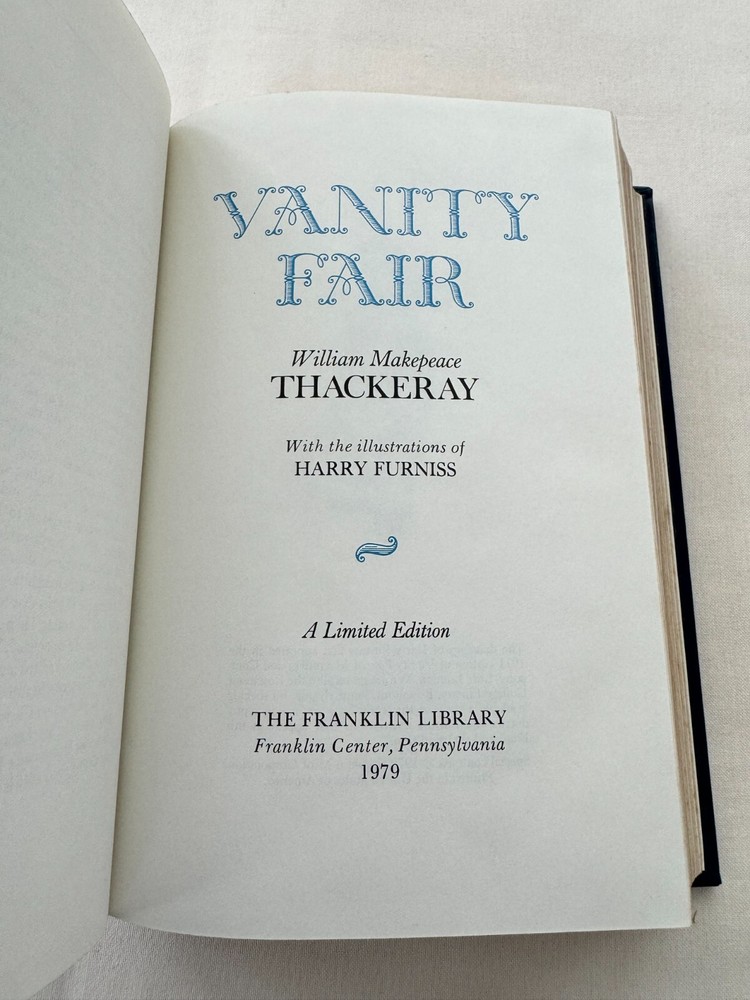 VANITY
FAIR
William Makepeace
THACKERAY
With the illustrations of
HARRY FURNISS
A Limited Edition
THE FRANKLIN LIBRARY
Franklin Center, Pennsylvania
1979